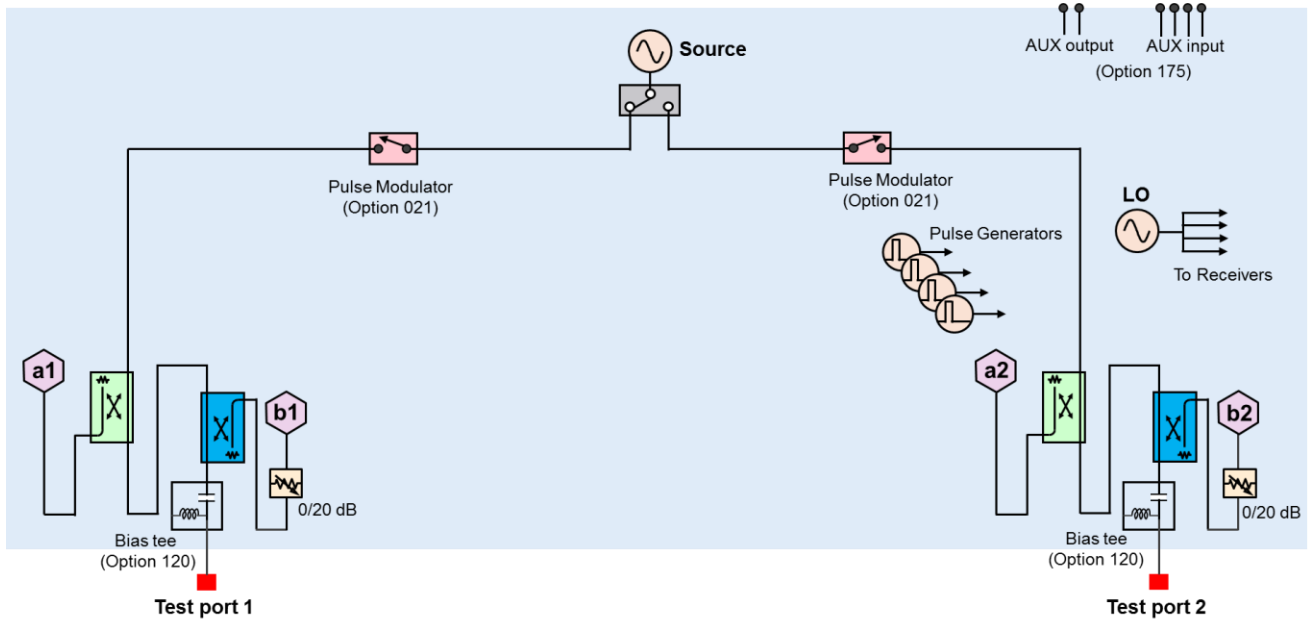 AUX output
AUX input
(Option 175)
Source
Pulse Modulator
(Option 021)
Pulse Modulator
(Option 021)
LO
Pulse Generators
To Receivers
a1
b1
0/20 dB
Bias tee
(Option 120)
Test port 1
a2
b2
0/20 dB
Bias tee
(Option 120)
Test port 2